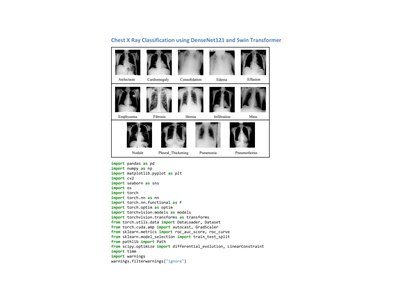 Chest X Ray Classification using DenseNet121 and Swin Transformer
Atelectasis Cardiomegaly Consolidation Edema Effusion
Emphysema Fibrosis Hernia Infiltration Mass
Nodule Pleural_Thickening Pneumonia Pneumothorax
import pandas as pd
import numpy as np
import matplotlib.pyplot as plt
import cv2
import seaborn as sns
import os
import torch
import torch.nn as nn
import torch.nn.functional as F
import torch.optim as optim
import torchvision.models as models
import torchvision.transforms as transforms
from torch.utils.data import DataLoader, Dataset
from torch.cuda.amp import autocast, GradScaler
from sklearn.metrics import roc_auc_score, roc_curve
from sklearn.model_selection import train_test_split
from pathlib import Path
from scipy.optimize import differential_evolution, LinearConstraint
import time
import warnings
warnings.filterwarnings("ignore")